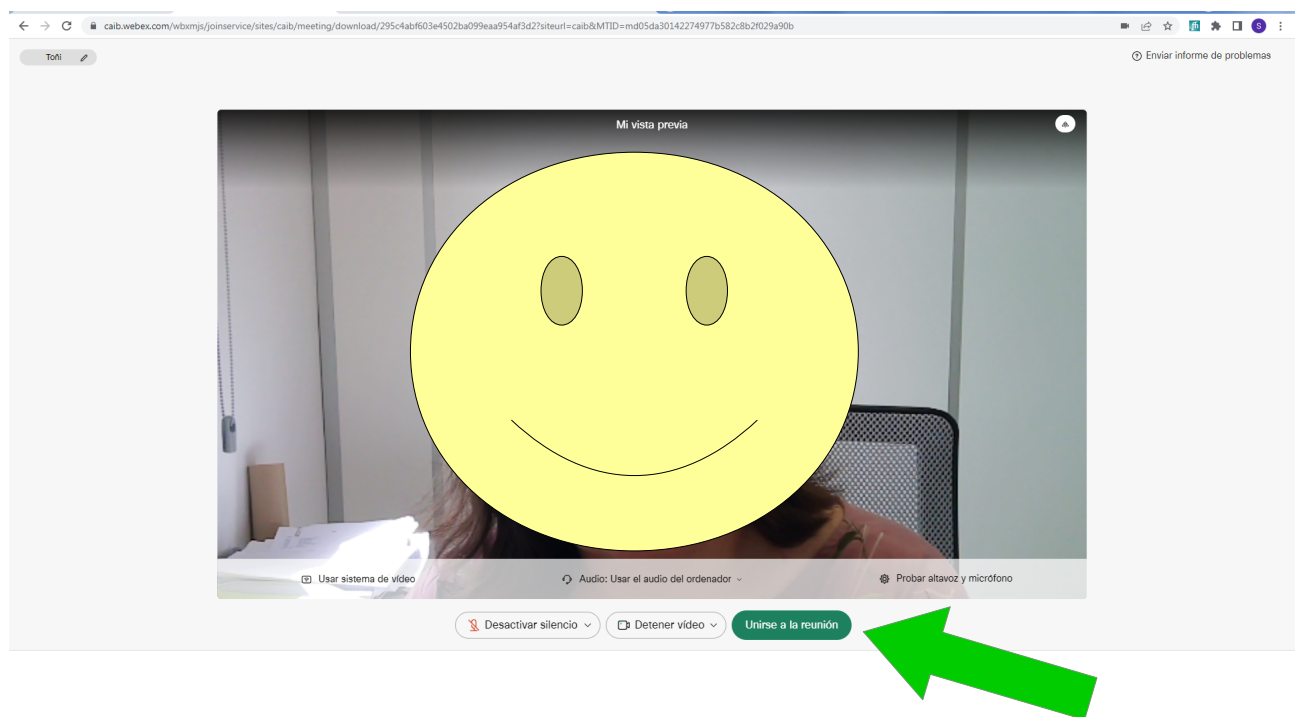 caib.webex.com/wbxmjs/joinservice/sites/caib/meeting/download/295c4abf603e4502ba099eaa954af3d2?siteurl=caib&MTID=md05da30142274977b582c8b2f029a90b
S
Toñi
Enviar informe de problemas
Mi vista previa
Usar sistema de vídeo
Audio: Usar el audio del ordenador
Probar altavoz y micrófono
Desactivar silencio
Detener vídeo
Unirse a la reunión